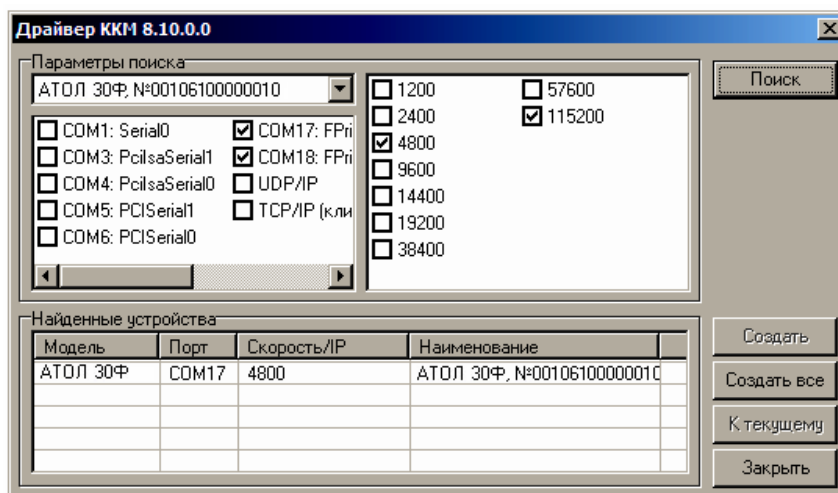 Драйвер ККМ 8.10.0.0
Параметры поиска
АТОЛ 30Ф, №00106100000010
COM1: Serial0
COM3: PciIsaSerial1
COM4: PciIsaSerial0
COM5: PCISerial1
COM6: PCISerial0
COM17: FPri
COM18: FPri
UDP/IP
TCP/IP (кли
1200
2400
4800
9600
14400
19200
38400
57600
115200
Поиск
Найденные устройства
Модель Порт Скорость/IP Наименование
АТОЛ 30Ф COM17 4800 АТОЛ 30Ф, №00106100000010
Создать
Создать все
К текущему
Закрыть